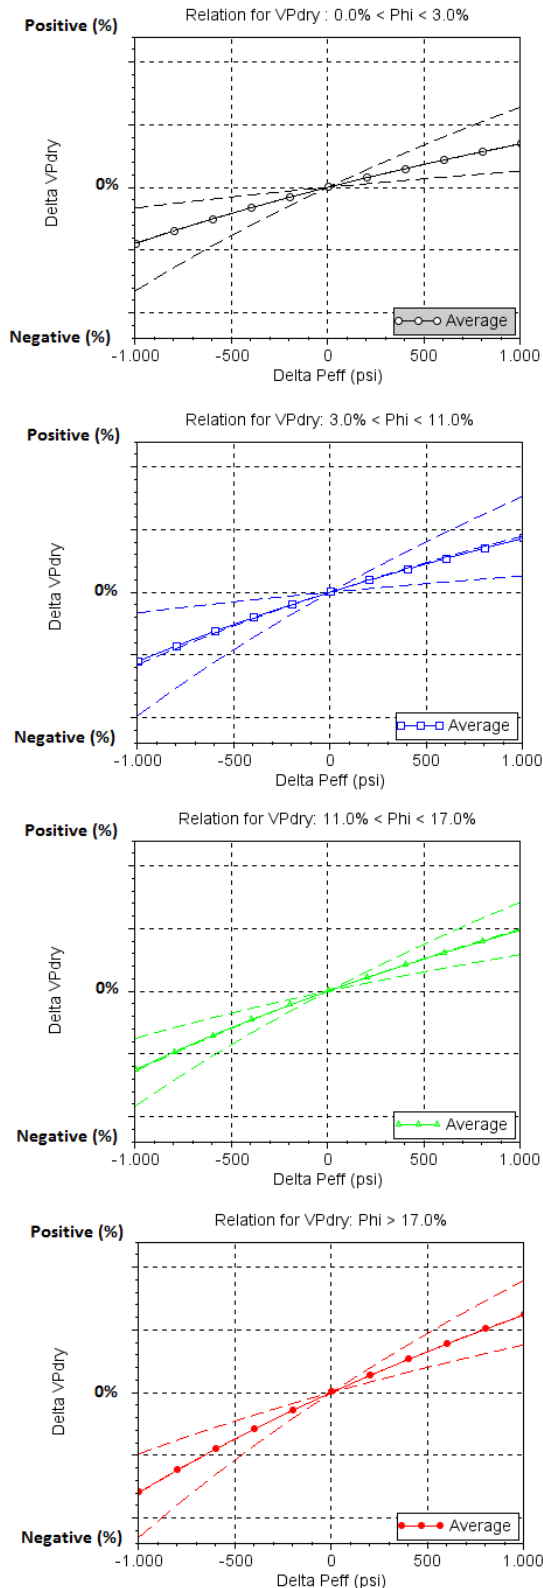 Relation for VPdry : 0.0% < Phi < 3.0%
Positive (%)
Delta VPdry
0%
Negative (%)
Average
-1.000 -500 0 500 1.000
Delta Peff (psi)
Relation for VPdry: 3.0% < Phi < 11.0%
Positive (%)
Delta VPdry
0%
Negative (%)
Average
-1.000 -500 0 500 1.000
Delta Peff (psi)
Relation for VPdry: 11.0% < Phi < 17.0%
Positive (%)
Delta VPdry
0%
Negative (%)
Average
-1.000 -500 0 500 1.000
Delta Peff (psi)
Relation for VPdry: Phi > 17.0%
Positive (%)
Delta VPdry
0%
Negative (%)
Average
-1.000 -500 0 500 1.000
Delta Peff (psi)